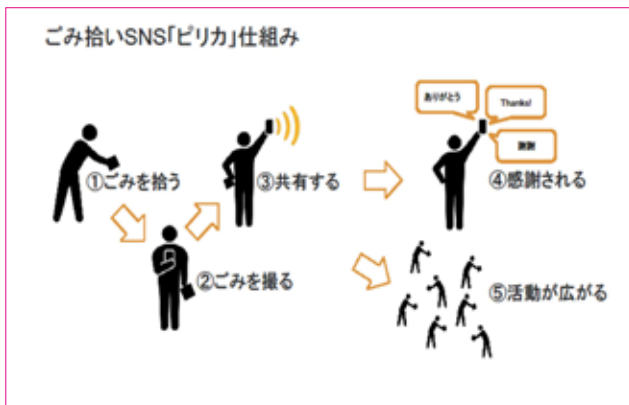 ごみ拾いSNS「ピリカ」仕組み
ありがとう
Thanks!
謝謝
①ごみを拾う
③共有する
④感謝される
②ごみを撮る
⑤活動が広がる